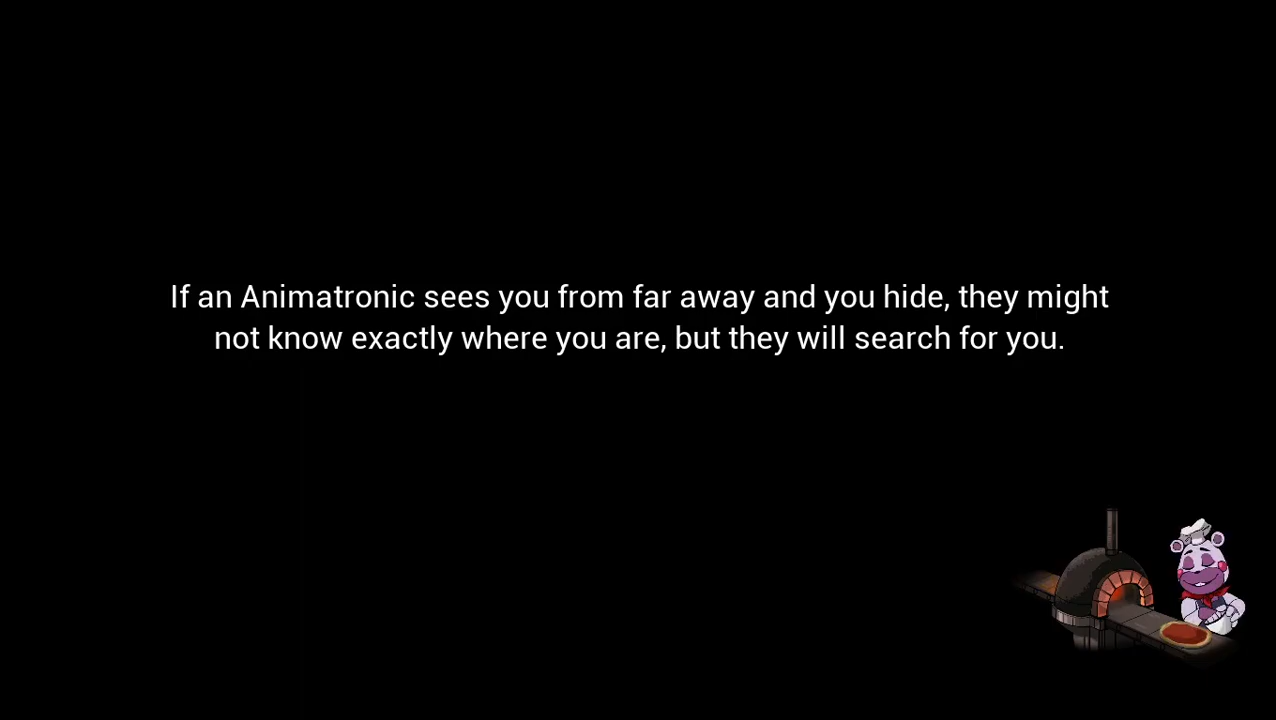 If an Animatronic sees you from far away and you hide, they might
not know exactly where you are, but they will search for you.